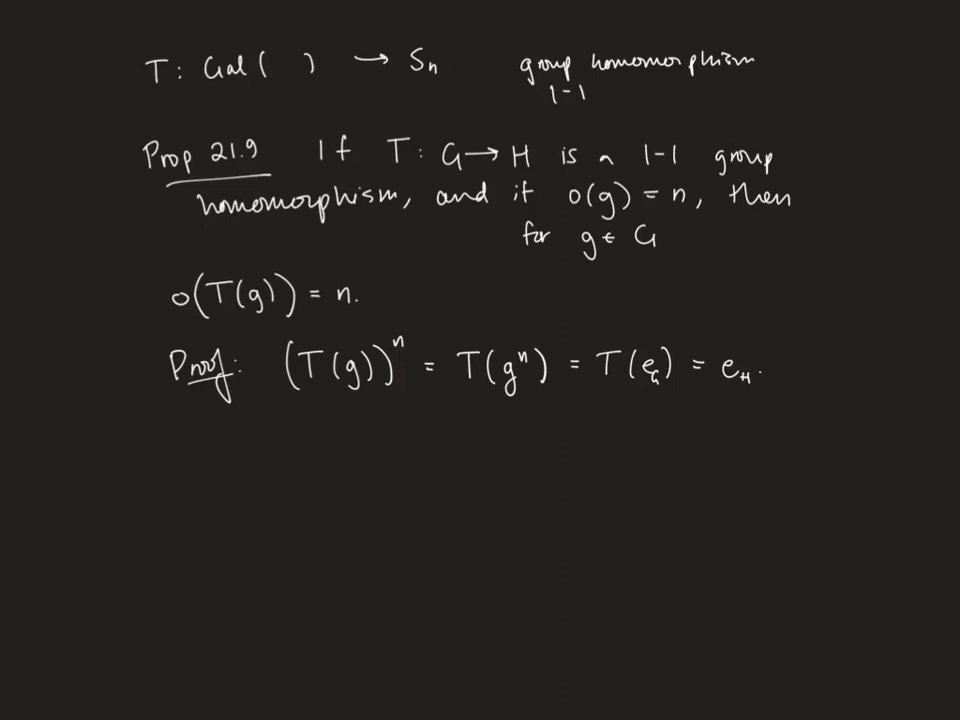 T: Gal( ) → Sn group homomorphism
1-1
Prop 21.9 If T: G → H is a 1-1 group
homomorphism, and if o(g) = n, then
for g ∈ G
o(T(g)) = n.
Proof: (T(g))^n = T(g^n) = T(e_G) = e_H.